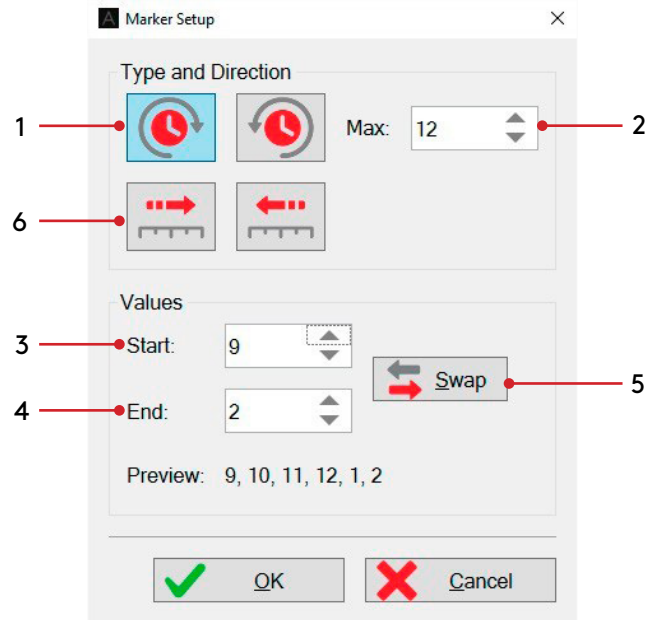 Marker Setup
Type and Direction
1
Max: 12
2
6
Values
3
Start: 9
Swap
5
4
End: 2
Preview: 9, 10, 11, 12, 1, 2
OK
Cancel